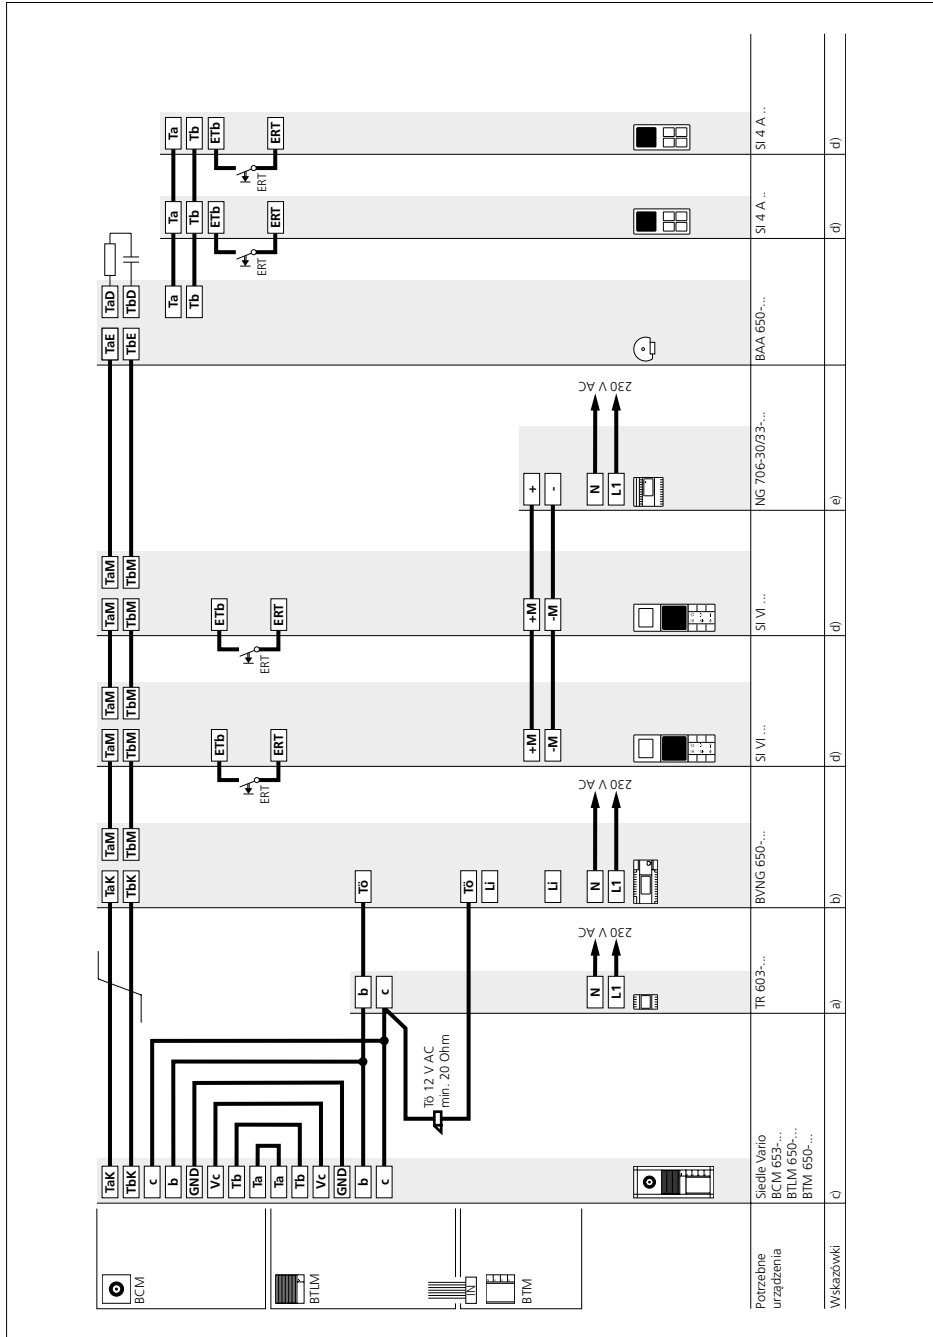 Potrzebne
urządzenia
Siedle Vario
BCM 653-...
BTLM 650-...
BTM 650-...
TR 603-...
BVNG 650-...
SI VI ...
SI VI ...
NG 706-30/33-...
BAA 650-...
SI 4 A ..
SI 4 A ..
Wskazówki
c)
a)
b)
d)
d)
e)
d)
d)
BCM
BTLM
IN
BTM
TaK
TbK
c
b
GND
Vc
Tb
Ta
Ta
Tb
Vc
GND
b
c
Tö 12 V AC
min. 20 Ohm
b
c
N
L1
230 V AC
TaK
TbK
TaM
TbM
Tö
Tö
Li
Li
N
L1
230 V AC
TaM
TbM
TaM
TbM
ETb
ERT
ERT
+M
-M
TaM
TbM
TaM
TbM
ETb
ERT
ERT
+M
-M
+
-
N
L1
230 V AC
TaE
TbE
TaD
TbD
Ta
Tb
Ta
Tb
ETb
ERT
ERT
Ta
Tb
ETb
ERT
ERT